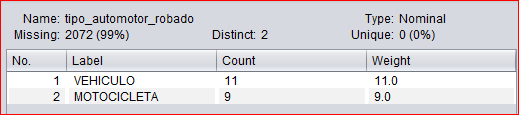 Name: tipo_automotor_robado Type: Nominal
Missing: 2072 (99%) Distinct: 2 Unique: 0 (0%)
No. Label Count Weight
1 VEHICULO 11 11.0
2 MOTOCICLETA 9 9.0